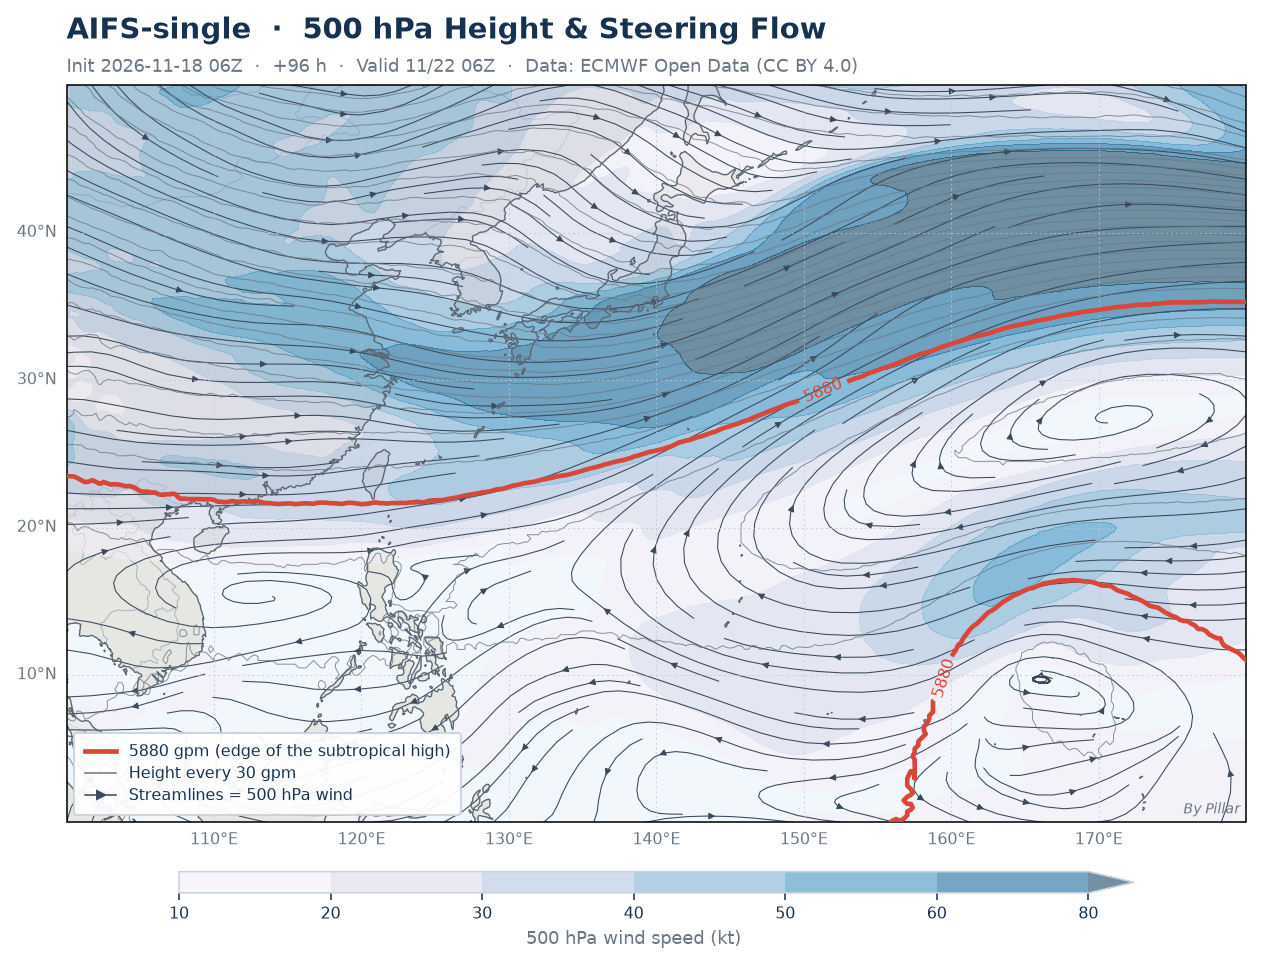 AIFS-single · 500 hPa Height & Steering Flow
Init 2026-11-18 06Z · +96 h · Valid 11/22 06Z · Data: ECMWF Open Data (CC BY 4.0)
40°N
30°N
20°N
10°N
5880
5880
5880 gpm (edge of the subtropical high)
Height every 30 gpm
Streamlines = 500 hPa wind
By Pillar
110°E 120°E 130°E 140°E 150°E 160°E 170°E
10 20 30 40 50 60 80
500 hPa wind speed (kt)